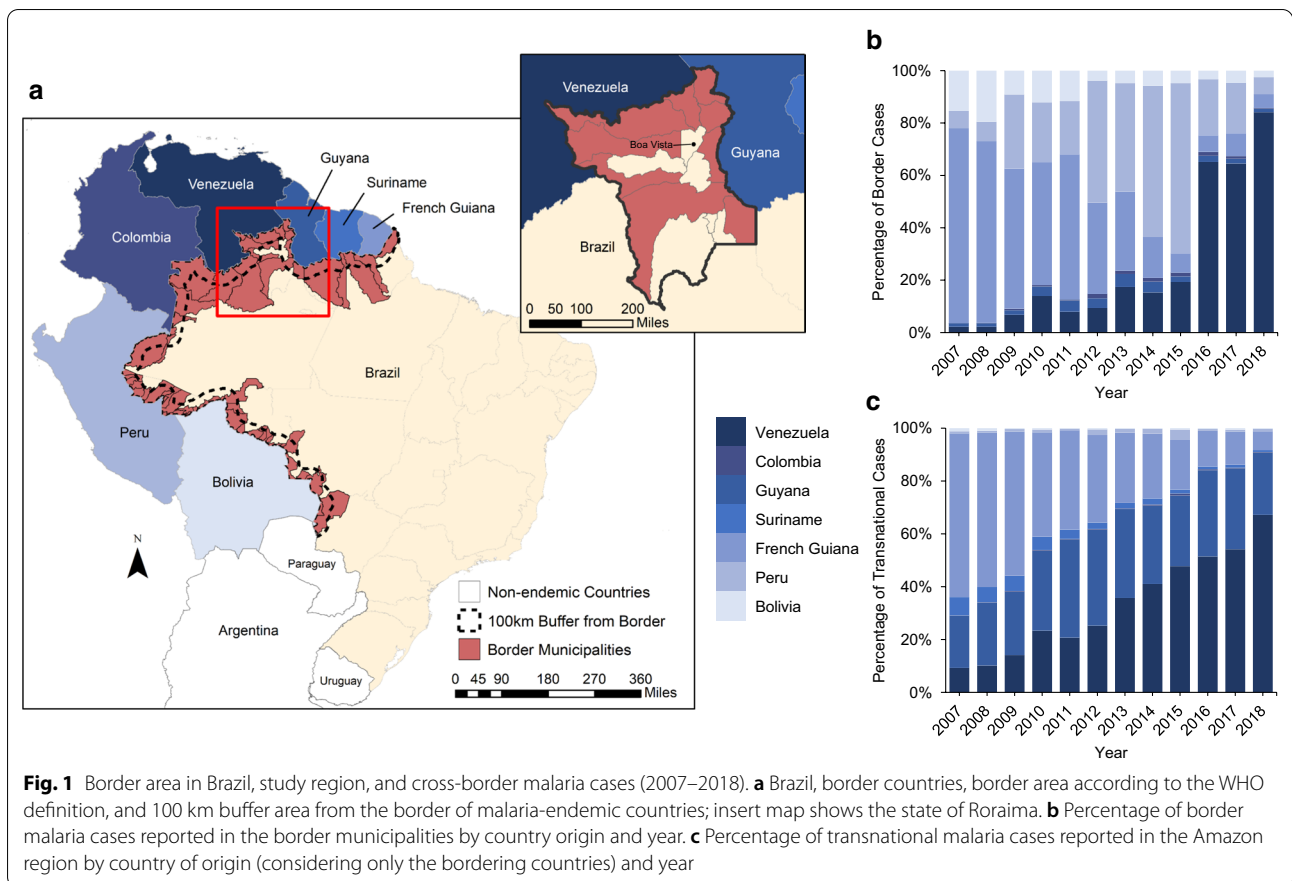 a
Venezuela
Guyana
Suriname
French Guiana
Colombia
Brazil
Peru
Bolivia
N
Paraguay
Argentina
Uruguay
Non-endemic Countries
100km Buffer from Border
Border Municipalities
0 45 90 180 270 360
Miles
Venezuela
Boa Vista
Guyana
Brazil
0 50 100 200
Miles
Venezuela
Colombia
Guyana
Suriname
French Guiana
Peru
Bolivia
b
Percentage of Border Cases
100%
80%
60%
40%
20%
0%
2007 2008 2009 2010 2011 2012 2013 2014 2015 2016 2017 2018
Year
c
Percentage of Transnational Cases
100%
80%
60%
40%
20%
0%
2007 2008 2009 2010 2011 2012 2013 2014 2015 2016 2017 2018
Year
Fig. 1 Border area in Brazil, study region, and cross-border malaria cases (2007–2018). a Brazil, border countries, border area according to the WHO
definition, and 100 km buffer area from the border of malaria-endemic countries; insert map shows the state of Roraima. b Percentage of border
malaria cases reported in the border municipalities by country origin and year. c Percentage of transnational malaria cases reported in the Amazon
region by country of origin (considering only the bordering countries) and year